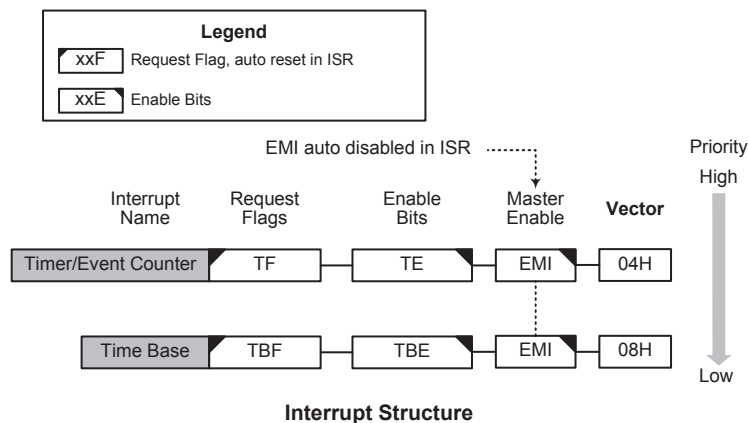 Legend
xxF Request Flag, auto reset in ISR
xxE Enable Bits
EMI auto disabled in ISR
Priority
High
Interrupt Name
Request Flags
Enable Bits
Master Enable
Vector
Timer/Event Counter TF TE EMI 04H
Time Base TBF TBE EMI 08H
Low
Interrupt Structure